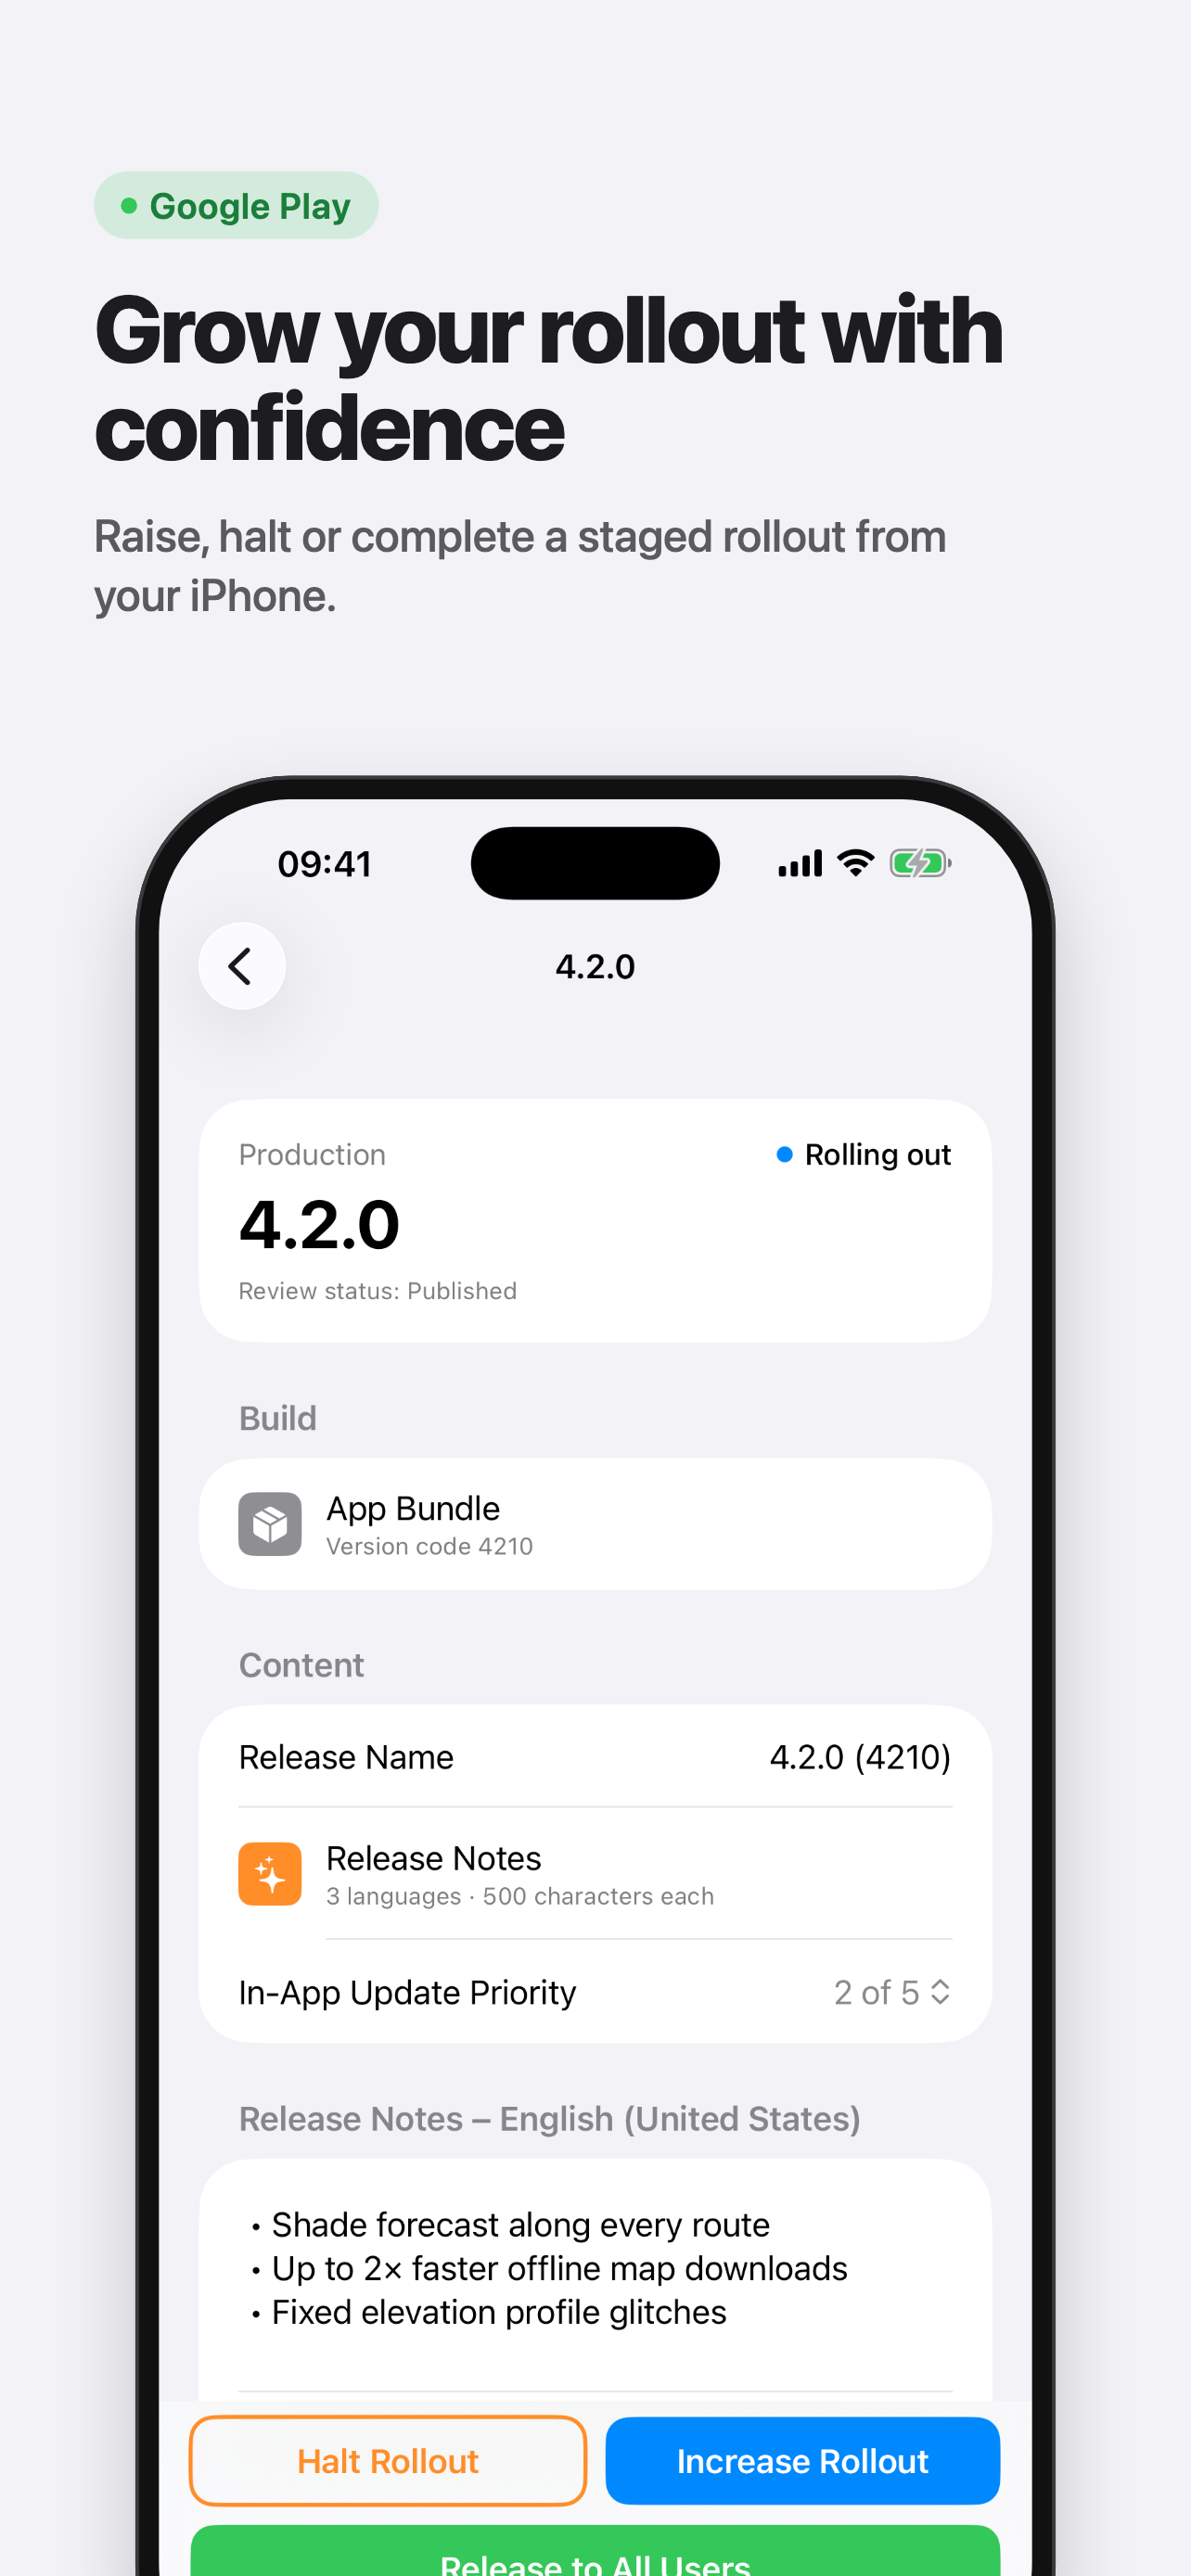 Google Play
Grow your rollout with
confidence
Raise, halt or complete a staged rollout from
your iPhone.
09:41
4.2.0
Production
Rolling out
4.2.0
Review status: Published
Build
App Bundle
Version code 4210
Content
Release Name
4.2.0 (4210)
Release Notes
3 languages · 500 characters each
In-App Update Priority
2 of 5
Release Notes – English (United States)
• Shade forecast along every route
• Up to 2× faster offline map downloads
• Fixed elevation profile glitches
Halt Rollout
Increase Rollout
Release to All Users